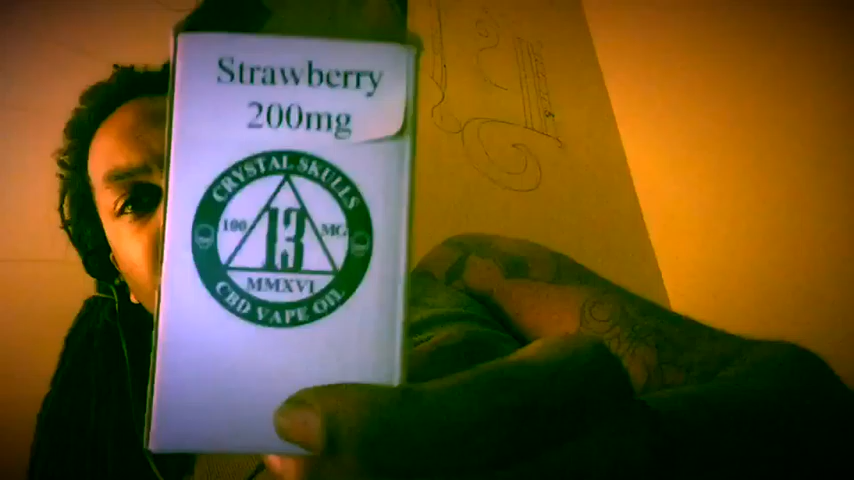 Strawberry
200mg
CRYSTAL SKULLS
100 13 MG
MMXVI
CBD VAPE OIL